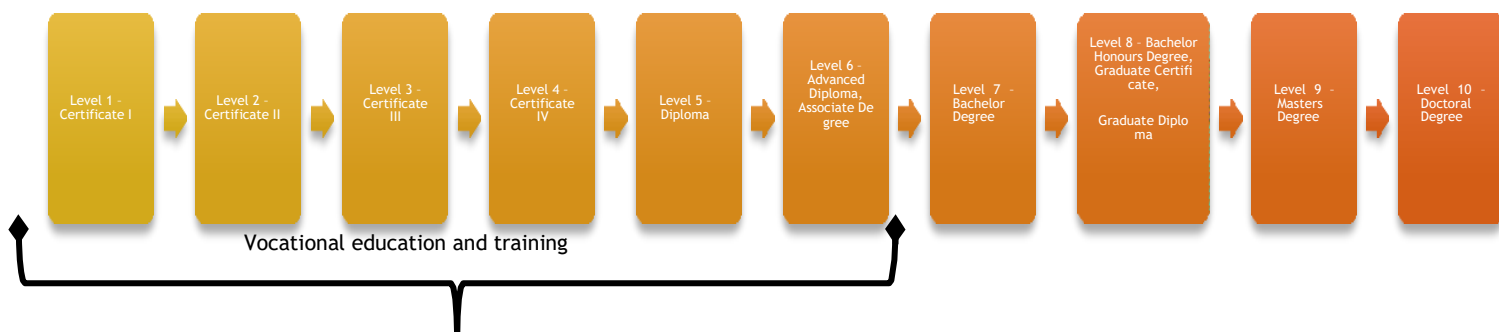 Level 1 –
Certificate I
Level 2 –
Certificate II
Level 3 –
Certificate
III
Level 4 –
Certificate
IV
Level 5 –
Diploma
Level 6 –
Advanced
Diploma,
Associate De
gree
Level 7 –
Bachelor
Degree
Level 8 – Bachelor
Honours Degree,
Graduate Certifi
cate,
Graduate Diplo
ma
Level 9 –
Masters
Degree
Level 10 –
Doctoral
Degree
Vocational education and training